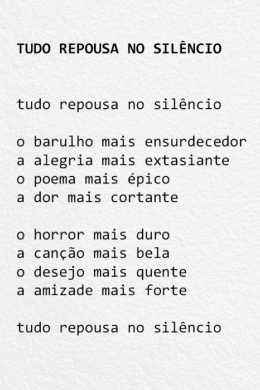 TUDO REPOUSA NO SILÊNCIO
tudo repousa no silêncio
o barulho mais ensurdecedor
a alegria mais extasiante
o poema mais épico
a dor mais cortante
o horror mais duro
a canção mais bela
o desejo mais quente
a amizade mais forte
tudo repousa no silêncio